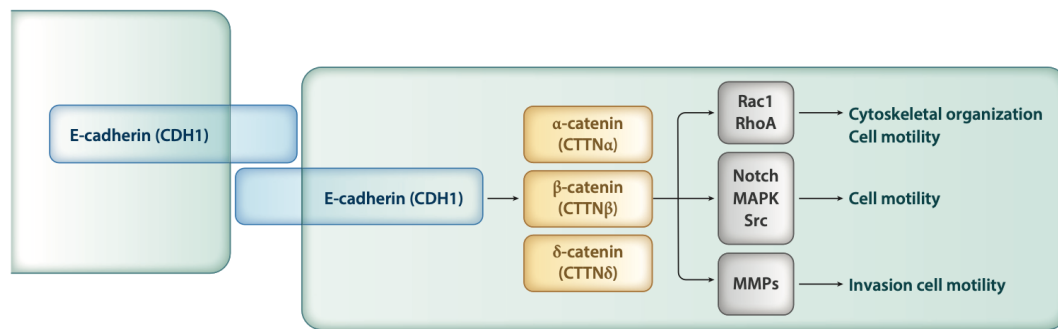 E-cadherin (CDH1)
E-cadherin (CDH1)
α-catenin
(CTTNα)
β-catenin
(CTTNβ)
δ-catenin
(CTTNδ)
Rac1
RhoA
Notch
MAPK
Src
MMPs
Cytoskeletal organization
Cell motility
Cell motility
Invasion cell motility